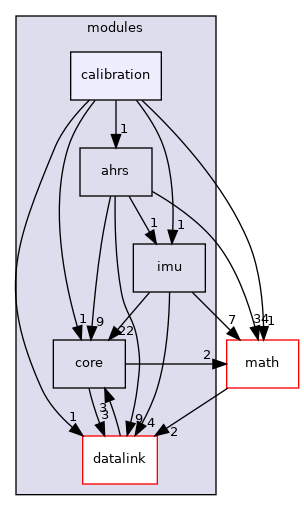 modules
calibration
1
ahrs
1
1
imu
1
9
22
7
34
1
core
2
math
1
3
3
9
4
2
datalink